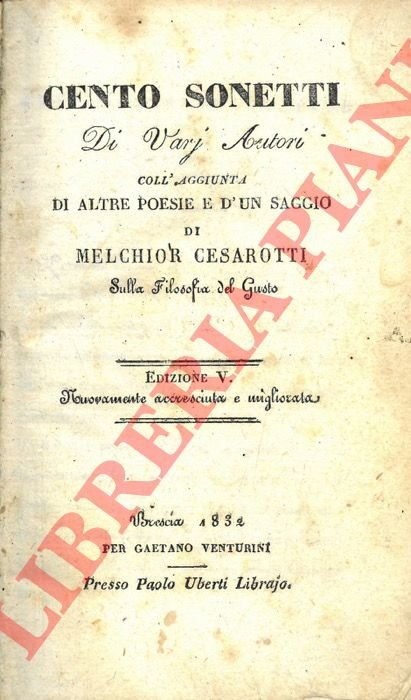 CENTO SONETTI
Di Varj Autori
COLL'AGGIUNTA
DI ALTRE POESIE E D'UN SAGGIO
DI
MELCHIOR CESAROTTI
Sulla Filosofia del Gusto
EDIZIONE V.
Nuovamente accresciuta e migliorata
Brescia 1832
PER GAETANO VENTURINI
Presso Paolo Uberti Librajo.
LIBRERIA PIANI